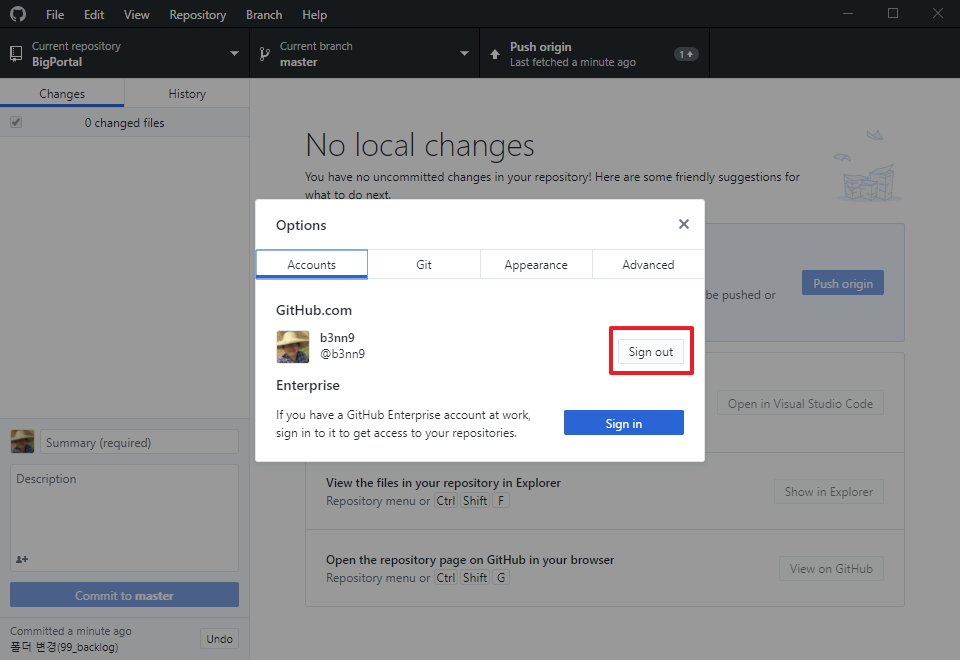 File Edit View Repository Branch Help
Current repository
BigPortal
Current branch
master
Push origin
Last fetched a minute ago
1
Changes History
0 changed files
No local changes
You have no uncommitted changes in your repository! Here are some friendly suggestions for
what to do next.
Options
Accounts Git Appearance Advanced
GitHub.com
b3nn9
@b3nn9
Sign out
Enterprise
If you have a GitHub Enterprise account at work,
sign in to it to get access to your repositories.
Sign in
be pushed or
Push origin
Open in Visual Studio Code
View the files in your repository in Explorer
Repository menu or Ctrl Shift F
Show in Explorer
Open the repository page on GitHub in your browser
Repository menu or Ctrl Shift G
View on GitHub
Summary (required)
Description
Commit to master
Committed a minute ago
폴더 변경(99_backlog)
Undo